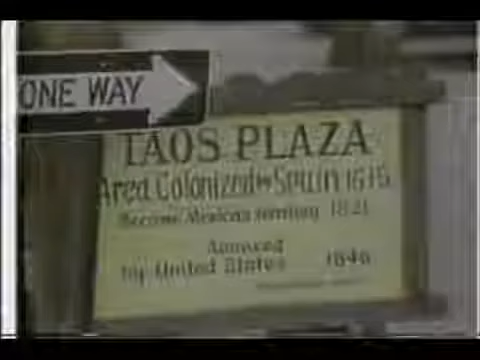 ONE WAY
TAOS PLAZA
Area Colonized by Spain 1615
Became Mexican territory 1821
Annexed
by United States 1846